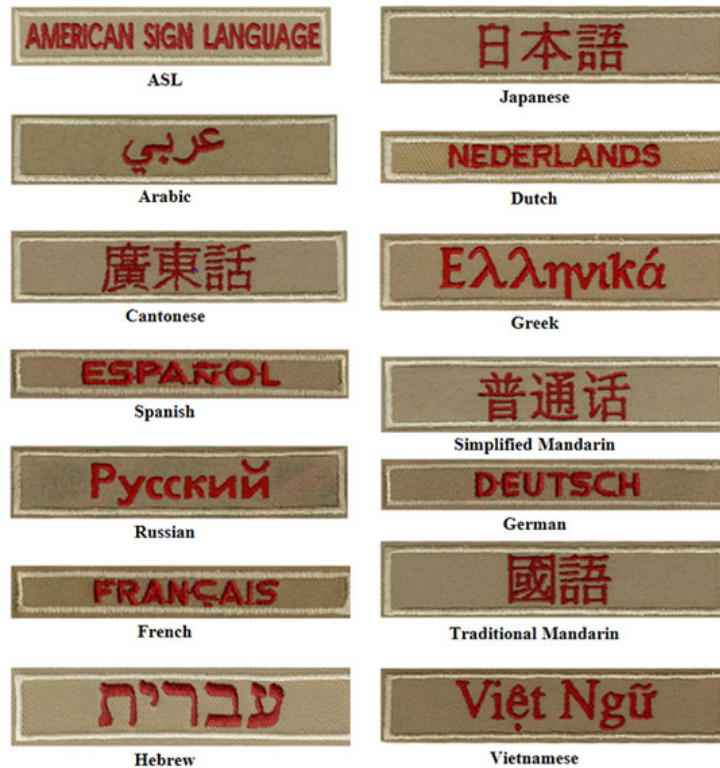 AMERICAN SIGN LANGUAGE
ASL
عربي
Arabic
廣東話
Cantonese
ESPAÑOL
Spanish
Русский
Russian
FRANÇAIS
French
עברית
Hebrew
日本語
Japanese
NEDERLANDS
Dutch
Ελληνικά
Greek
普通话
Simplified Mandarin
DEUTSCH
German
國語
Traditional Mandarin
Việt Ngữ
Vietnamese